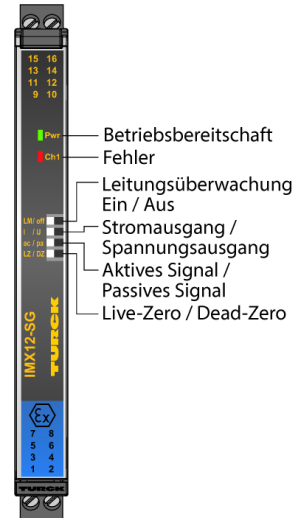 15 16
13 14
11 12
9 10
Pwr
Betriebsbereitschaft
Ch1
Fehler
LM/ off
Leitungsüberwachung
Ein / Aus
I / U
Stromausgang /
Spannungsausgang
ac / pa
Aktives Signal /
Passives Signal
LZ / DZ
Live-Zero / Dead-Zero
IMX12-SG
TURCK
Ex
7 8
5 6
3 4
1 2
TURCK